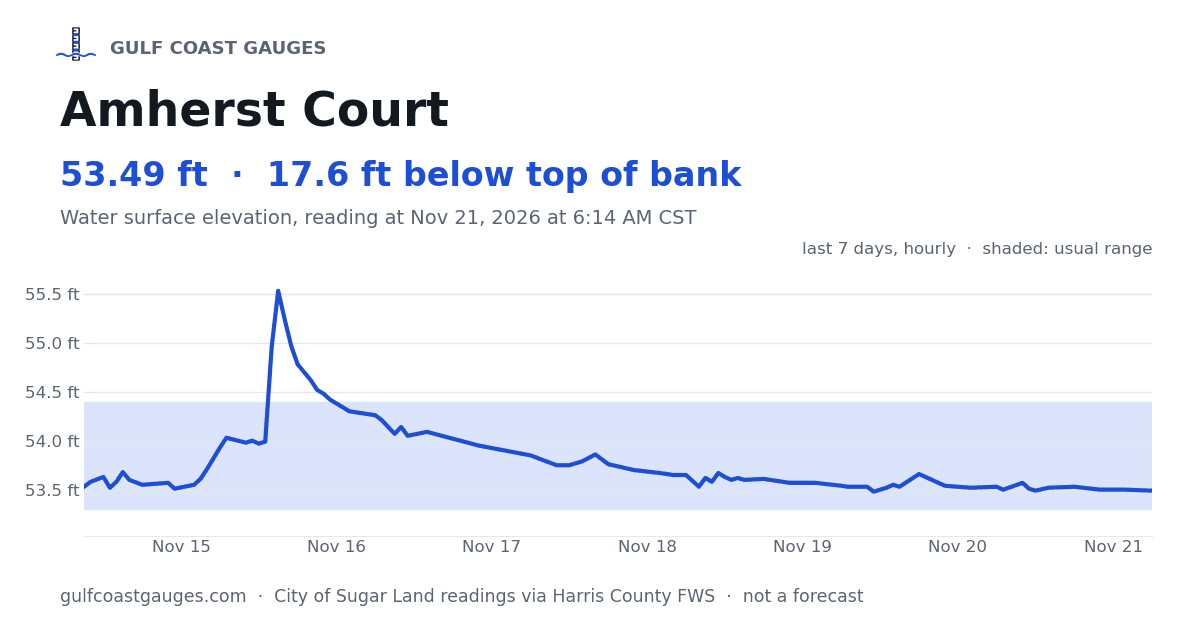 GULF COAST GAUGES
Amherst Court
53.49 ft · 17.6 ft below top of bank
Water surface elevation, reading at Nov 21, 2026 at 6:14 AM CST
last 7 days, hourly · shaded: usual range
55.5 ft
55.0 ft
54.5 ft
54.0 ft
53.5 ft
Nov 15 Nov 16 Nov 17 Nov 18 Nov 19 Nov 20 Nov 21
gulfcoastgauges.com · City of Sugar Land readings via Harris County FWS · not a forecast